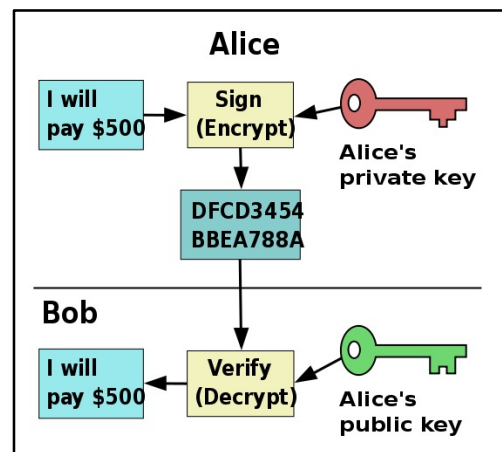 Alice
I will
pay $500
Sign
(Encrypt)
Alice's
private key
DFCD3454
BBEA788A
Bob
I will
pay $500
Verify
(Decrypt)
Alice's
public key